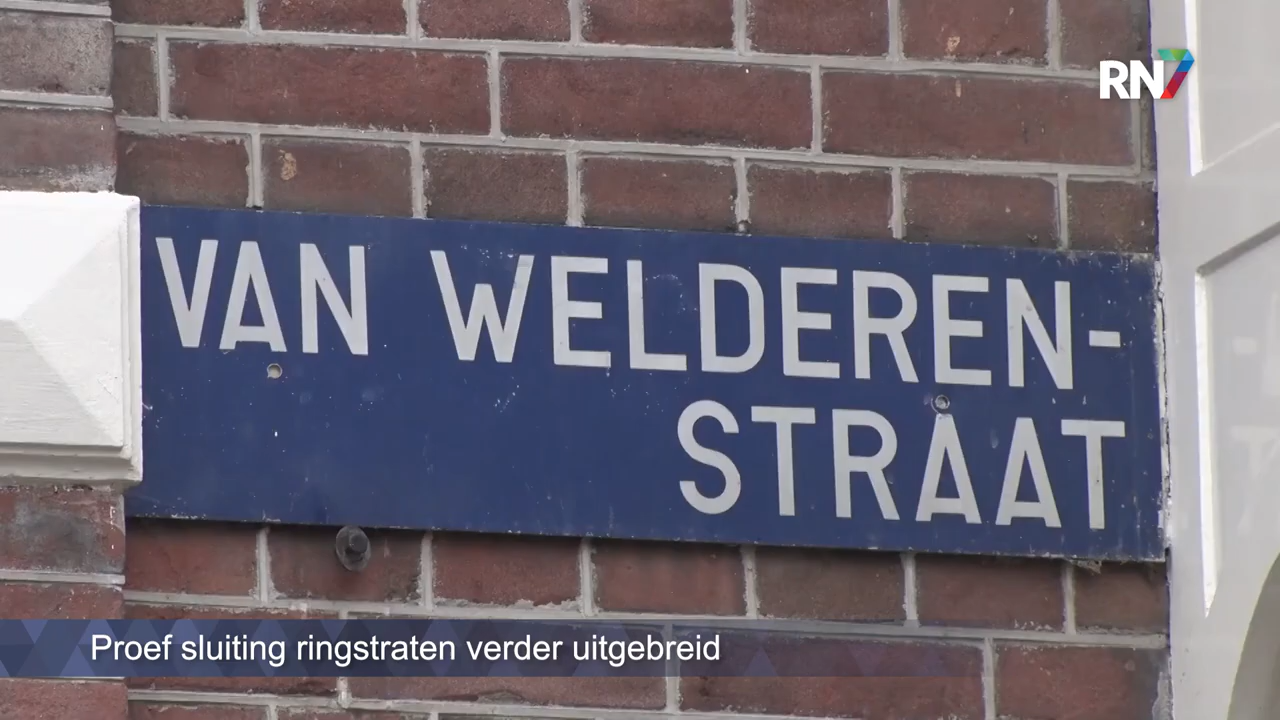 RN7
VAN WELDEREN-
STRAAT
Proef sluiting ringstraten verder uitgebreid